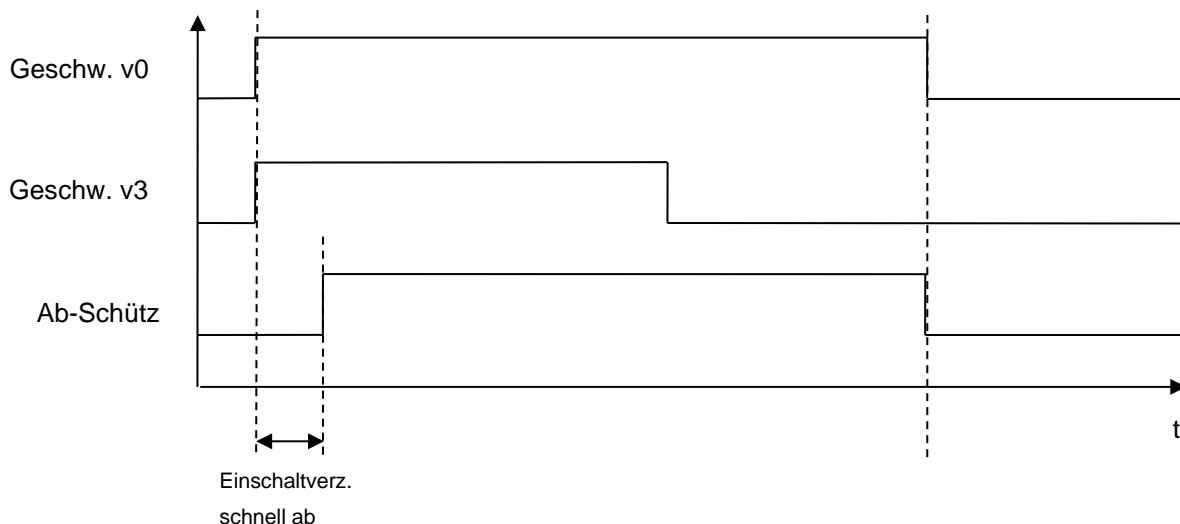 Geschw. v0
Geschw. v3
Ab-Schütz
t
Einschaltverz.
schnell ab